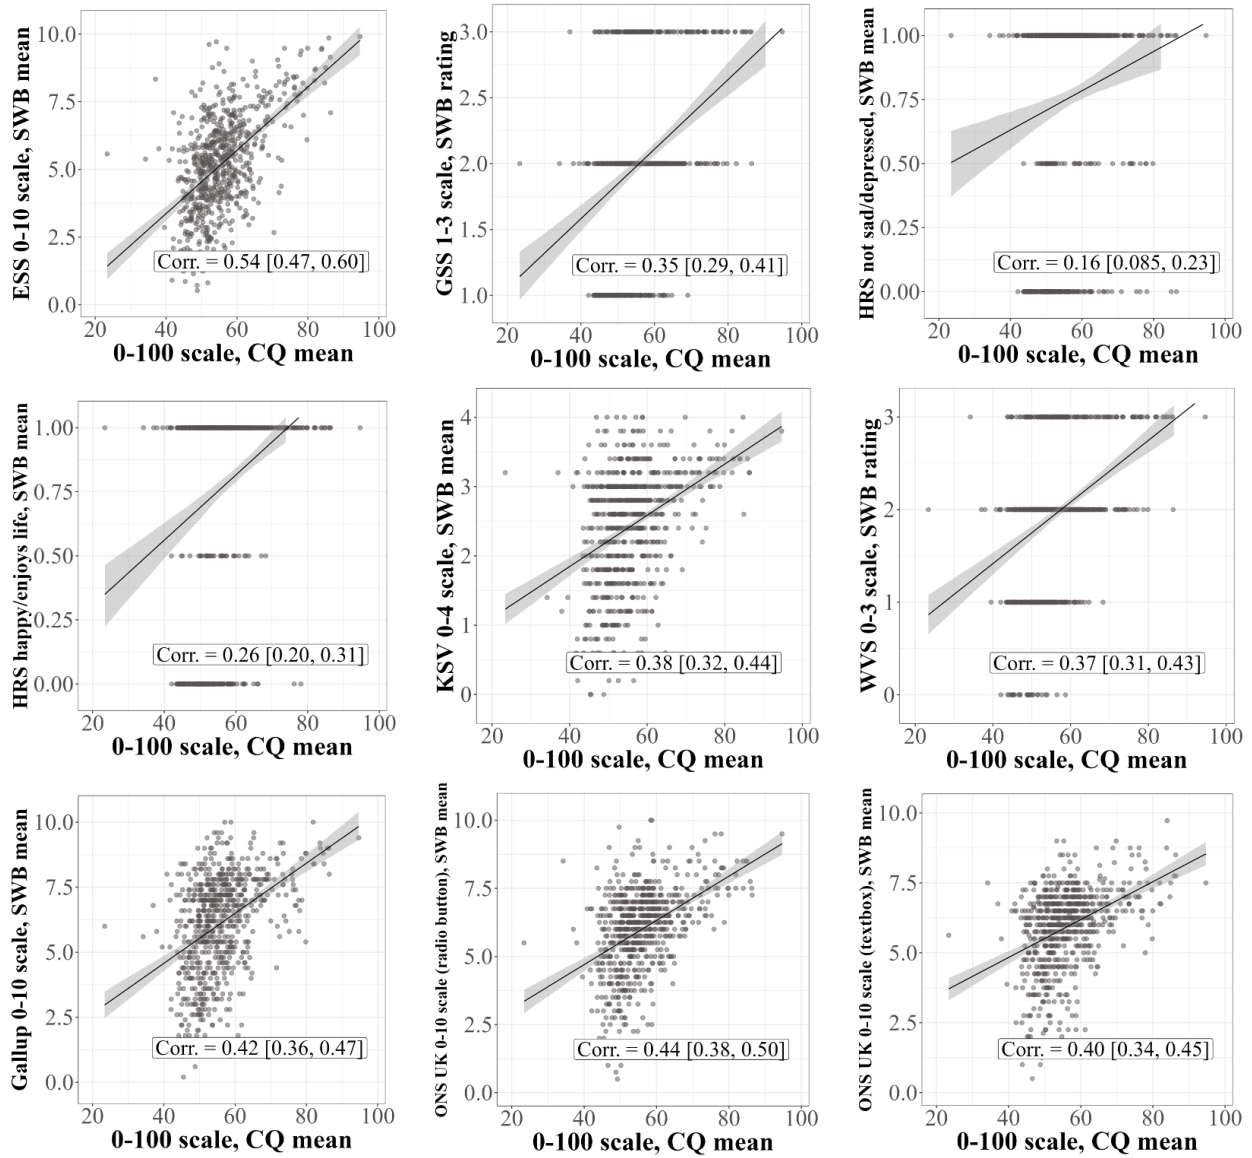 ESS 0-10 scale, SWB mean
10.0
7.5
5.0
2.5
0.0
Corr. = 0.54 [0.47, 0.60]
20 40 60 80 100
0-100 scale, CQ mean
GSS 1-3 scale, SWB rating
3.0
2.5
2.0
1.5
1.0
Corr. = 0.35 [0.29, 0.41]
20 40 60 80 100
0-100 scale, CQ mean
HRS not sad/depressed, SWB mean
1.00
0.75
0.50
0.25
0.00
Corr. = 0.16 [0.085, 0.23]
20 40 60 80 100
0-100 scale, CQ mean
HRS happy/enjoys life, SWB mean
1.00
0.75
0.50
0.25
0.00
Corr. = 0.26 [0.20, 0.31]
20 40 60 80 100
0-100 scale, CQ mean
KSV 0-4 scale, SWB mean
4
3
2
1
0
Corr. = 0.38 [0.32, 0.44]
20 40 60 80 100
0-100 scale, CQ mean
WVS 0-3 scale, SWB rating
3
2
1
0
Corr. = 0.37 [0.31, 0.43]
20 40 60 80 100
0-100 scale, CQ mean
Gallup 0-10 scale, SWB mean
10.0
7.5
5.0
2.5
0.0
Corr. = 0.42 [0.36, 0.47]
20 40 60 80 100
0-100 scale, CQ mean
ONS UK 0-10 scale (radio button), SWB mean
10.0
7.5
5.0
2.5
0.0
Corr. = 0.44 [0.38, 0.50]
20 40 60 80 100
0-100 scale, CQ mean
ONS UK 0-10 scale (textbox), SWB mean
10.0
7.5
5.0
2.5
0.0
Corr. = 0.40 [0.34, 0.45]
20 40 60 80 100
0-100 scale, CQ mean